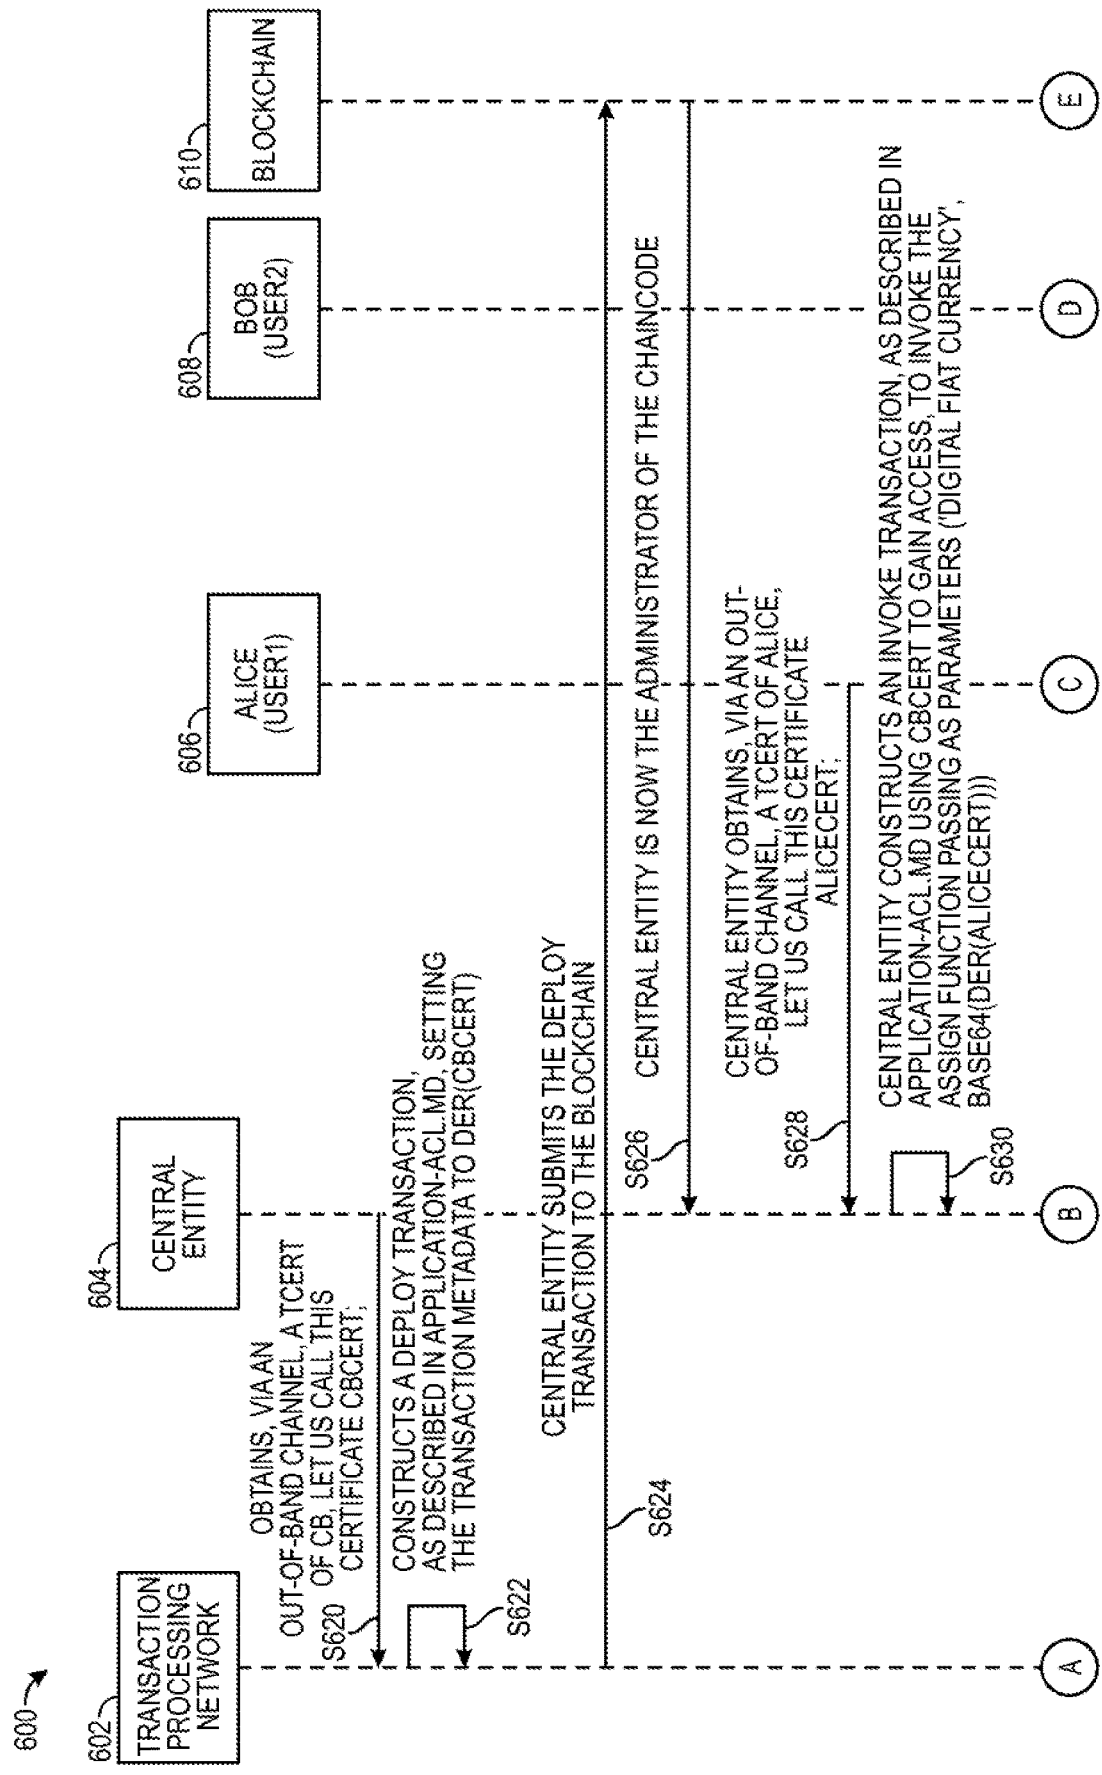 600
602
TRANSACTION
PROCESSING
NETWORK
604
CENTRAL
ENTITY
606
ALICE
(USER1)
608
BOB
(USER2)
610
BLOCKCHAIN
OBTAINS, VIA AN
OUT-OF-BAND CHANNEL, A TCERT
OF CB, LET US CALL THIS
CERTIFICATE CBCERT;
S620
CONSTRUCTS A DEPLOY TRANSACTION,
AS DESCRIBED IN APPLICATION-ACL.MD, SETTING
THE TRANSACTION METADATA TO DER(CBCERT)
S622
CENTRAL ENTITY SUBMITS THE DEPLOY
TRANSACTION TO THE BLOCKCHAIN
S624
CENTRAL ENTITY IS NOW THE ADMINISTRATOR OF THE CHAINCODE
S626
CENTRAL ENTITY OBTAINS, VIA AN OUT-
OF-BAND CHANNEL, A TCERT OF ALICE,
LET US CALL THIS CERTIFICATE
ALICECERT;
S628
CENTRAL ENTITY CONSTRUCTS AN INVOKE TRANSACTION, AS DESCRIBED IN
APPLICATION-ACL.MD USING CBCERT TO GAIN ACCESS, TO INVOKE THE
ASSIGN FUNCTION PASSING AS PARAMETERS ('DIGITAL FIAT CURRENCY',
BASE64(DER(ALICECERT)))
S630
A
B
C
D
E